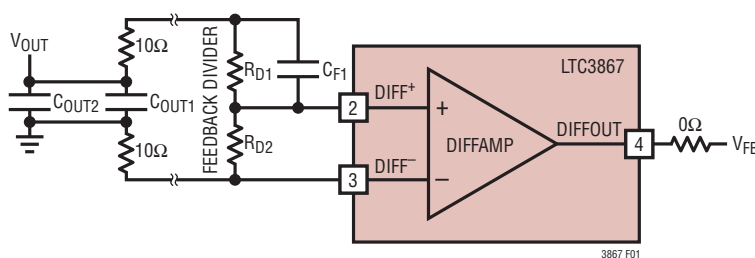 VOUT
10Ω
COUT2
COUT1
10Ω
FEEDBACK DIVIDER
RD1
CF1
RD2
LTC3867
2
DIFF+
+
DIFFAMP
DIFFOUT
4
0Ω
VFB
3
DIFF–
–
3867 F01